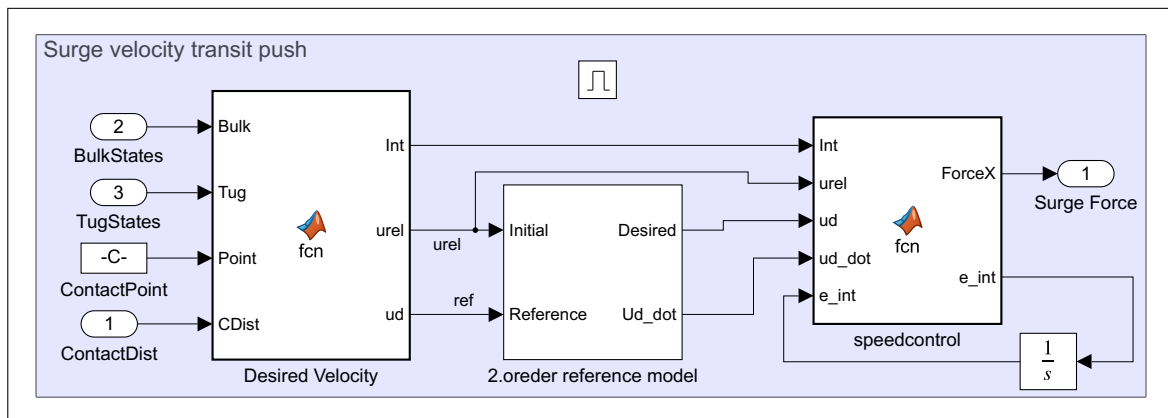 Surge velocity transit push
2
BulkStates
3
TugStates
-C-
ContactPoint
1
ContactDist
Bulk
Tug
Point
CDist
fcn
Int
urel
ud
Desired Velocity
urel
ref
Initial
Reference
Desired
Ud_dot
2.oreder reference model
Int
urel
ud
ud_dot
e_int
fcn
ForceX
e_int
speedcontrol
1
Surge Force
1
s